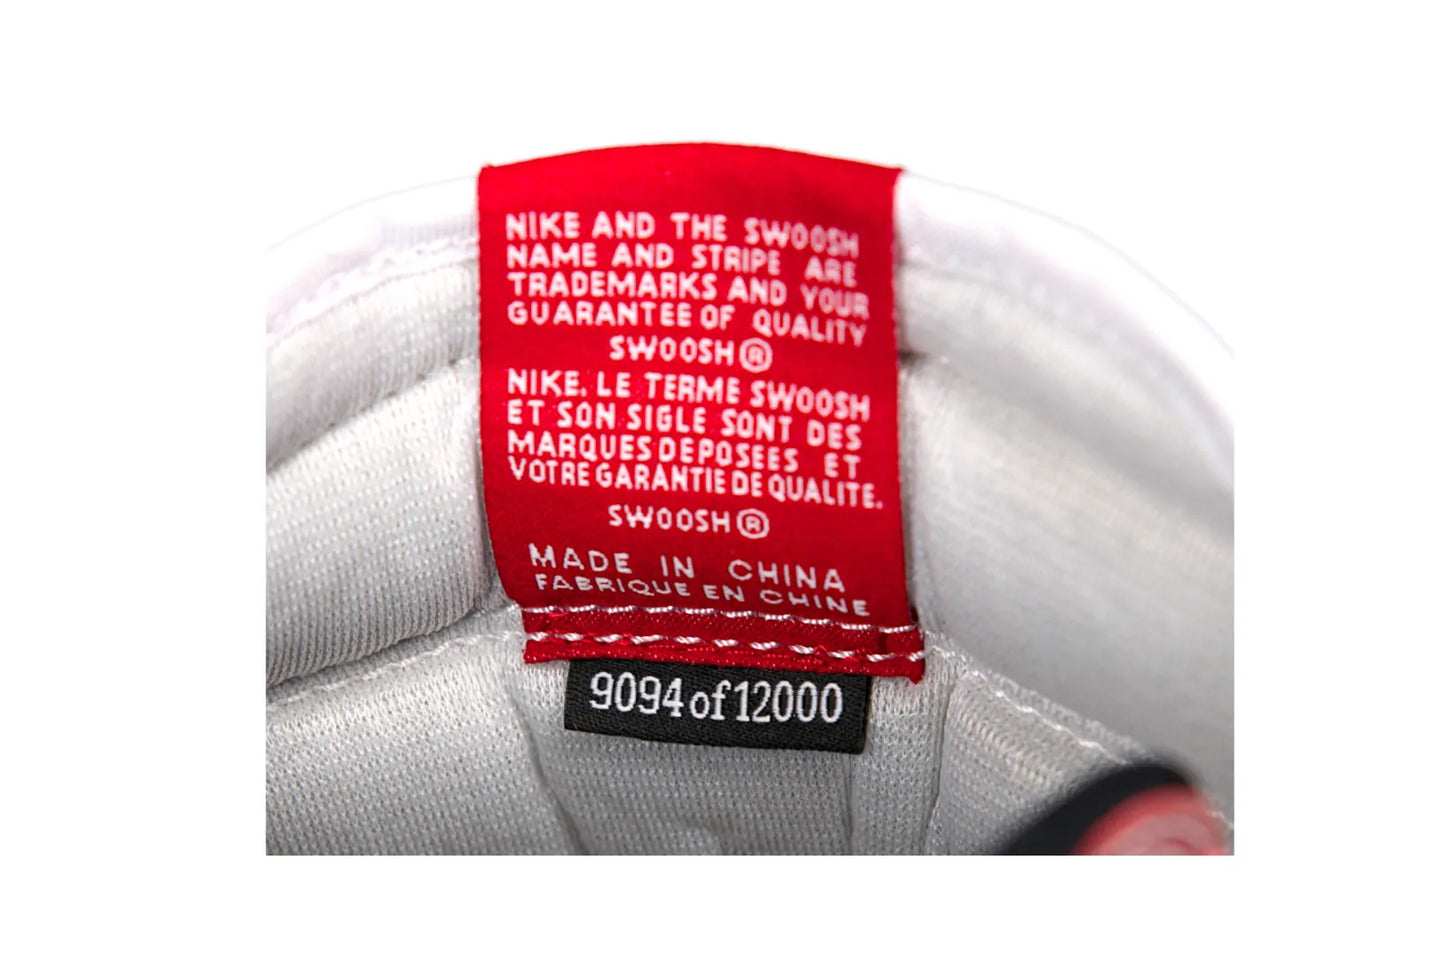 NIKE AND THE SWOOSH
NAME AND STRIPE ARE
TRADEMARKS AND YOUR
GUARANTEE OF QUALITY
SWOOSH®
NIKE. LE TERME SWOOSH
ET SON SIGLE SONT DES
MARQUES DEPOSEES ET
VOTRE GARANTIE DE QUALITE.
SWOOSH®
MADE IN CHINA
FABRIQUE EN CHINE
9094 of 12000